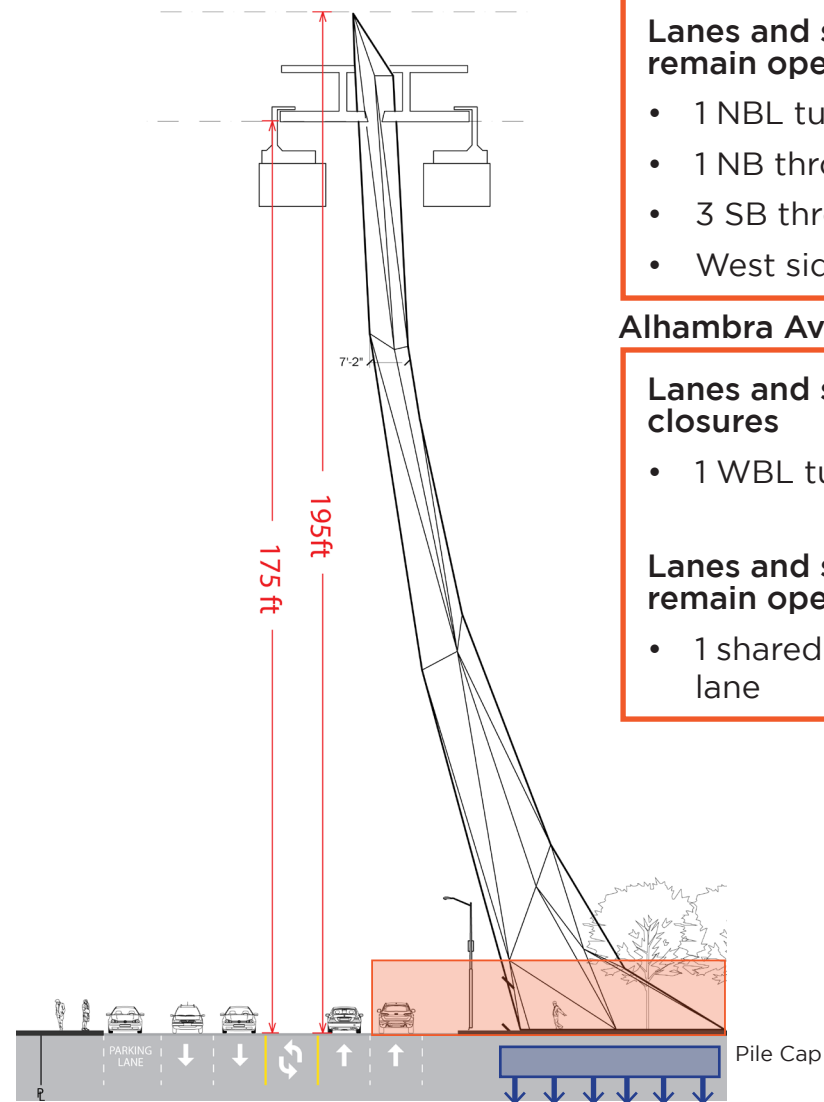 Lanes and s
remain ope
• 1 NBL tu
• 1 NB thro
• 3 SB thr
• West sid
Alhambra Av
Lanes and s
closures
• 1 WBL tu
Lanes and s
remain ope
• 1 shared
lane
7'-2"
195ft
175 ft
PARKING
LANE
Pile Cap